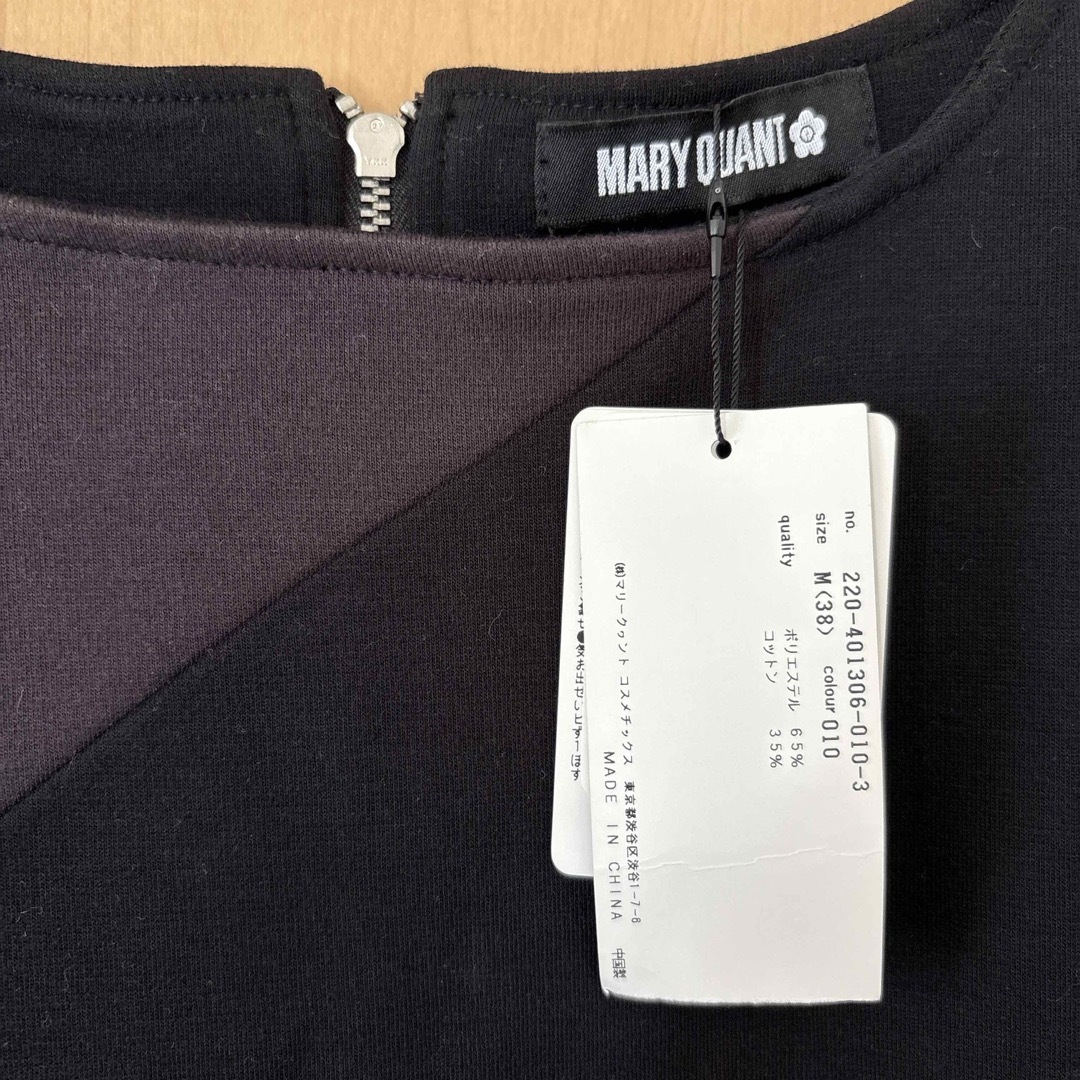 MARY QUANT
YKK
no. 220-401306-010-3
size M(38) colour 010
quality ポリエステル 65%
コットン 35%
㈱マリークヮント コスメチックス 東京都渋谷区渋谷1-7-6
MADE IN CHINA 中国製